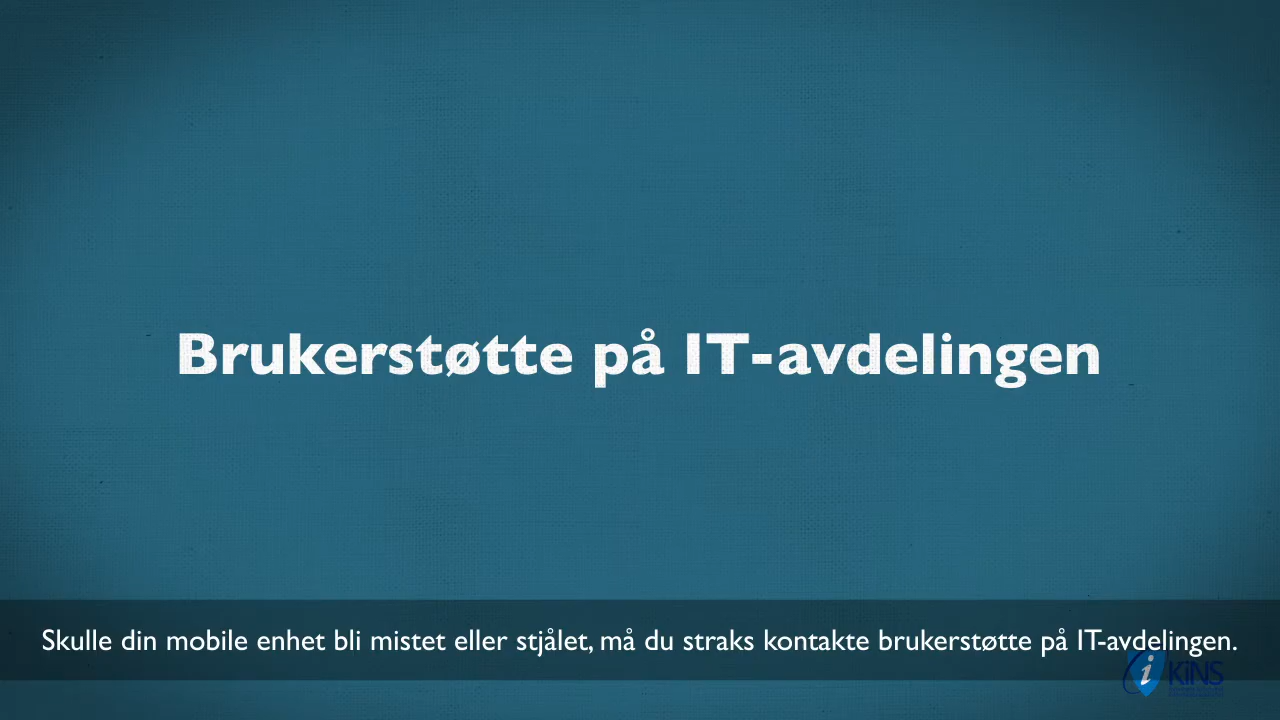 Brukerstøtte på IT-avdelingen
Skulle din mobile enhet bli mistet eller stjålet, må du straks kontakte brukerstøtte på IT-avdelingen.
i KiNS